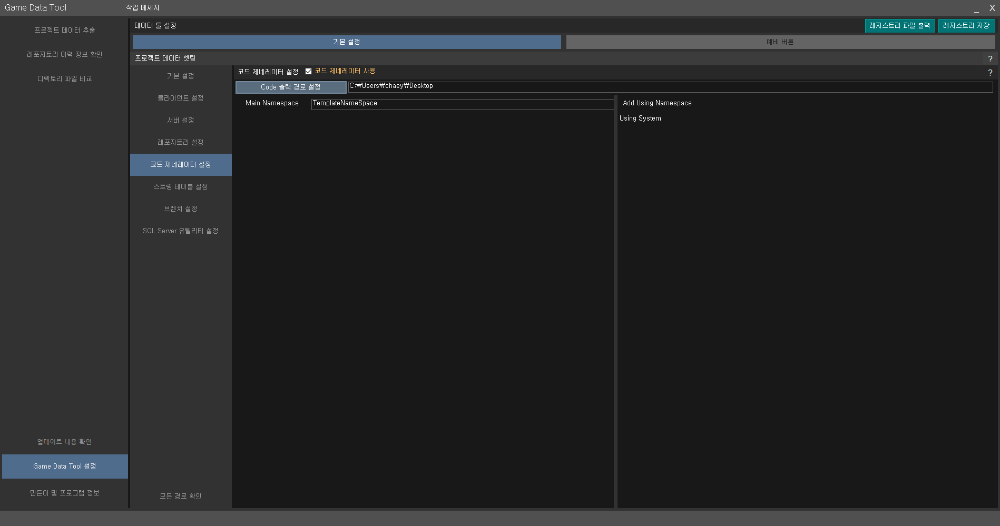 Game Data Tool
작업 메세지
_ X
프로젝트 데이터 추출
레포지토리 이력 정보 확인
디렉토리 파일 비교
업데이트 내용 확인
Game Data Tool 설정
만든이 및 프로그램 정보
데이터 툴 설정
레지스트리 파일 출력
레지스트리 저장
기본 설정
예비 버튼
프로젝트 데이터 셋팅
?
기본 설정
클라이언트 설정
서버 설정
레포지토리 설정
코드 제네레이터 설정
스트링 테이블 설정
브렌치 설정
SQL Server 유틸리티 설정
모든 경로 확인
코드 제네레이터 설정
코드 제네레이터 사용
?
Code 출력 경로 설정
C:₩Users₩chaey₩Desktop
Main Namespace
TemplateNameSpace
Add Using Namespace
Using System